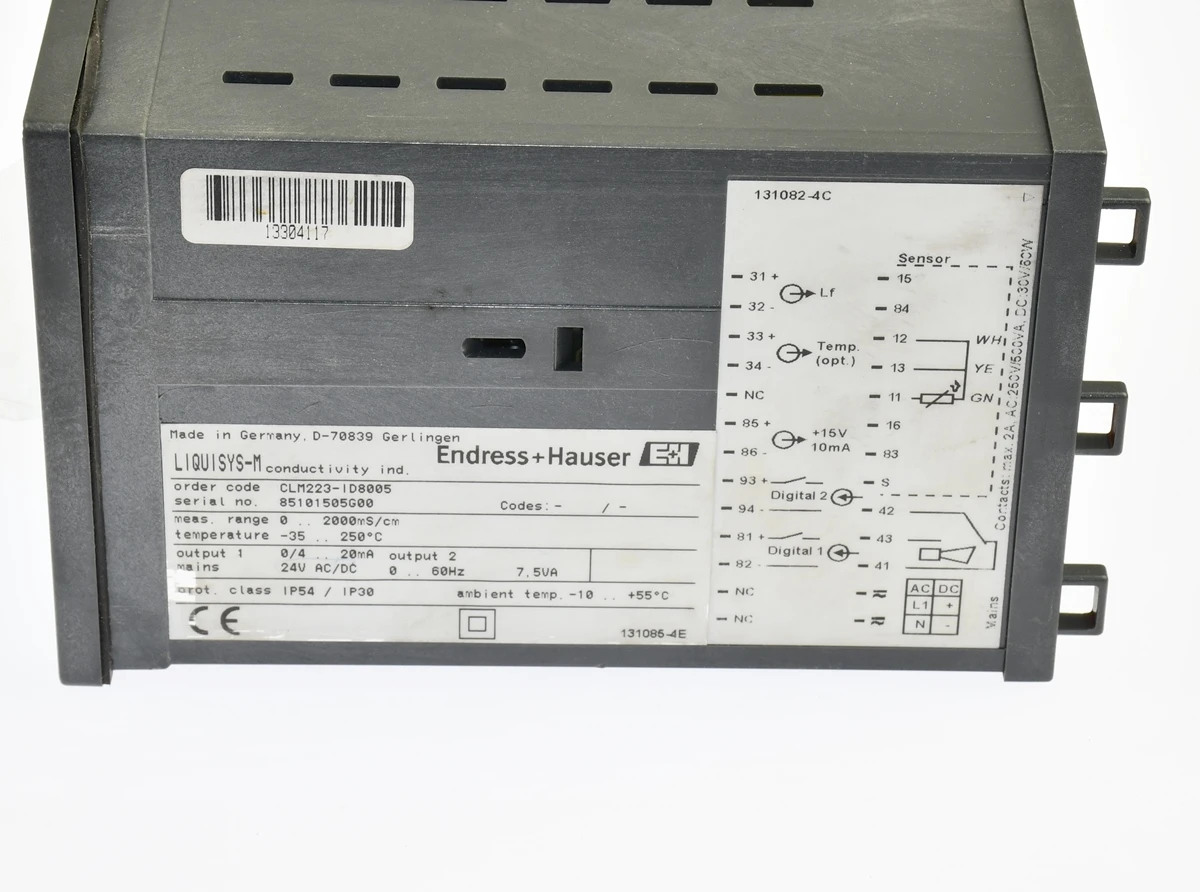 13304117
Made in Germany, D-70839 Gerlingen
LIQUISYS-M conductivity ind.
Endress+Hauser E+H
order code CLM223-ID8005
serial no. 85101505G00 Codes: - / -
meas. range 0 .. 2000mS/cm
temperature -35 .. 250°C
output 1 0/4 .. 20mA output 2
mains 24V AC/DC 0 .. 60Hz 7,5VA
prot. class IP54 / IP30 ambient temp. -10 .. +55°C
CE
131085-4E
131082-4C
Sensor
31 +
32 -
Lf
33 +
34 -
Temp.
(opt.)
NC
85 +
86 -
+15V
10mA
93 +
Digital 2
94 -
81 +
Digital 1
82 -
NC
NC
15
84
12 WH
13 YE
11 GN
16
83
S
42
43
41
AC DC
L1 +
N -
Mains
Contacts: max. 2A, AC:250V/500VA, DC:30V/60W